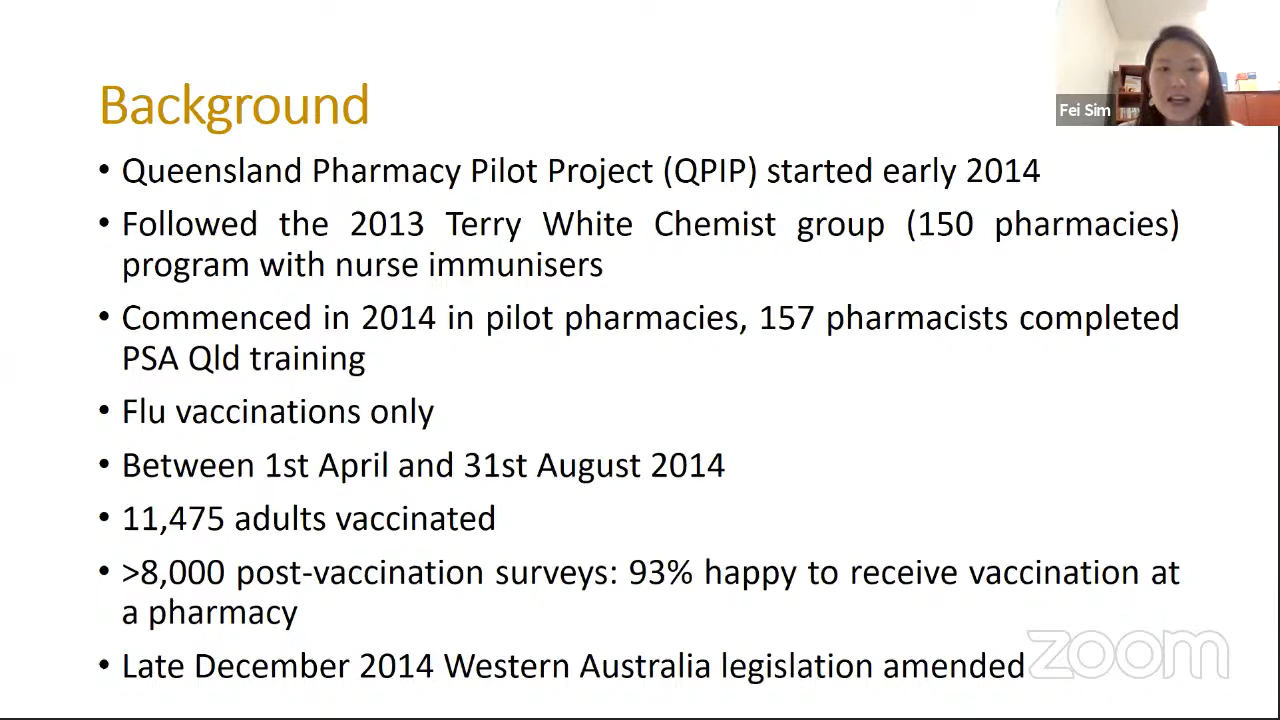 Fei Sim
Background
• Queensland Pharmacy Pilot Project (QPIP) started early 2014
• Followed the 2013 Terry White Chemist group (150 pharmacies)
program with nurse immunisers
• Commenced in 2014 in pilot pharmacies, 157 pharmacists completed
PSA Qld training
• Flu vaccinations only
• Between 1st April and 31st August 2014
• 11,475 adults vaccinated
• >8,000 post-vaccination surveys: 93% happy to receive vaccination at
a pharmacy
• Late December 2014 Western Australia legislation amended
zoom